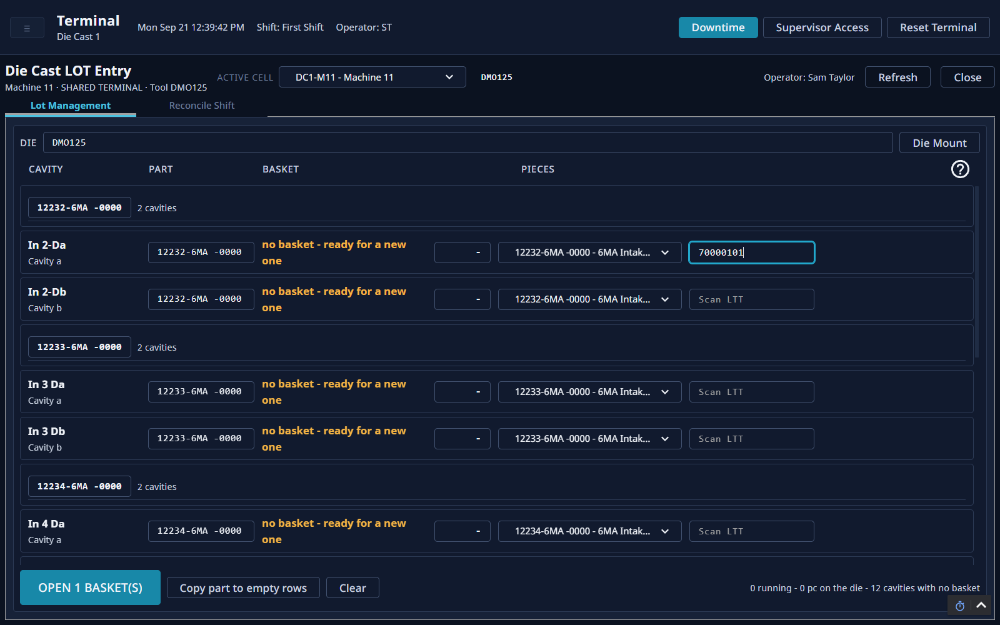 Terminal
Die Cast 1
Mon Sep 21 12:39:42 PM
Shift: First Shift
Operator: ST
Downtime
Supervisor Access
Reset Terminal
Die Cast LOT Entry
Machine 11 · SHARED TERMINAL · Tool DMO125
ACTIVE CELL
DC1-M11 - Machine 11
DMO125
Operator: Sam Taylor
Refresh
Close
Lot Management
Reconcile Shift
DIE
DMO125
Die Mount
CAVITY
PART
BASKET
PIECES
12232-6MA -0000
2 cavities
In 2-Da
Cavity a
12232-6MA -0000
no basket - ready for a new
one
-
12232-6MA -0000 - 6MA Intak...
70000101
In 2-Db
Cavity b
12232-6MA -0000
no basket - ready for a new
one
-
12232-6MA -0000 - 6MA Intak...
Scan LTT
12233-6MA -0000
2 cavities
In 3 Da
Cavity a
12233-6MA -0000
no basket - ready for a new
one
-
12233-6MA -0000 - 6MA Intak...
Scan LTT
In 3 Db
Cavity b
12233-6MA -0000
no basket - ready for a new
one
-
12233-6MA -0000 - 6MA Intak...
Scan LTT
12234-6MA -0000
2 cavities
In 4 Da
Cavity a
12234-6MA -0000
no basket - ready for a new
one
-
12234-6MA -0000 - 6MA Intak...
Scan LTT
OPEN 1 BASKET(S)
Copy part to empty rows
Clear
0 running - 0 pc on the die - 12 cavities with no basket